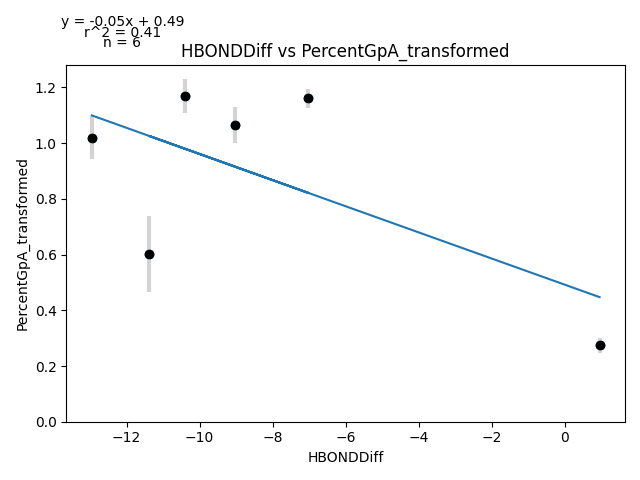 y = -0.05x + 0.49
r^2 = 0.41
n = 6
HBONDDiff vs PercentGpA_transformed
PercentGpA_transformed
1.2
1.0
0.8
0.6
0.4
0.2
0.0
−12
−10
−8
−6
−4
−2
0
HBONDDiff